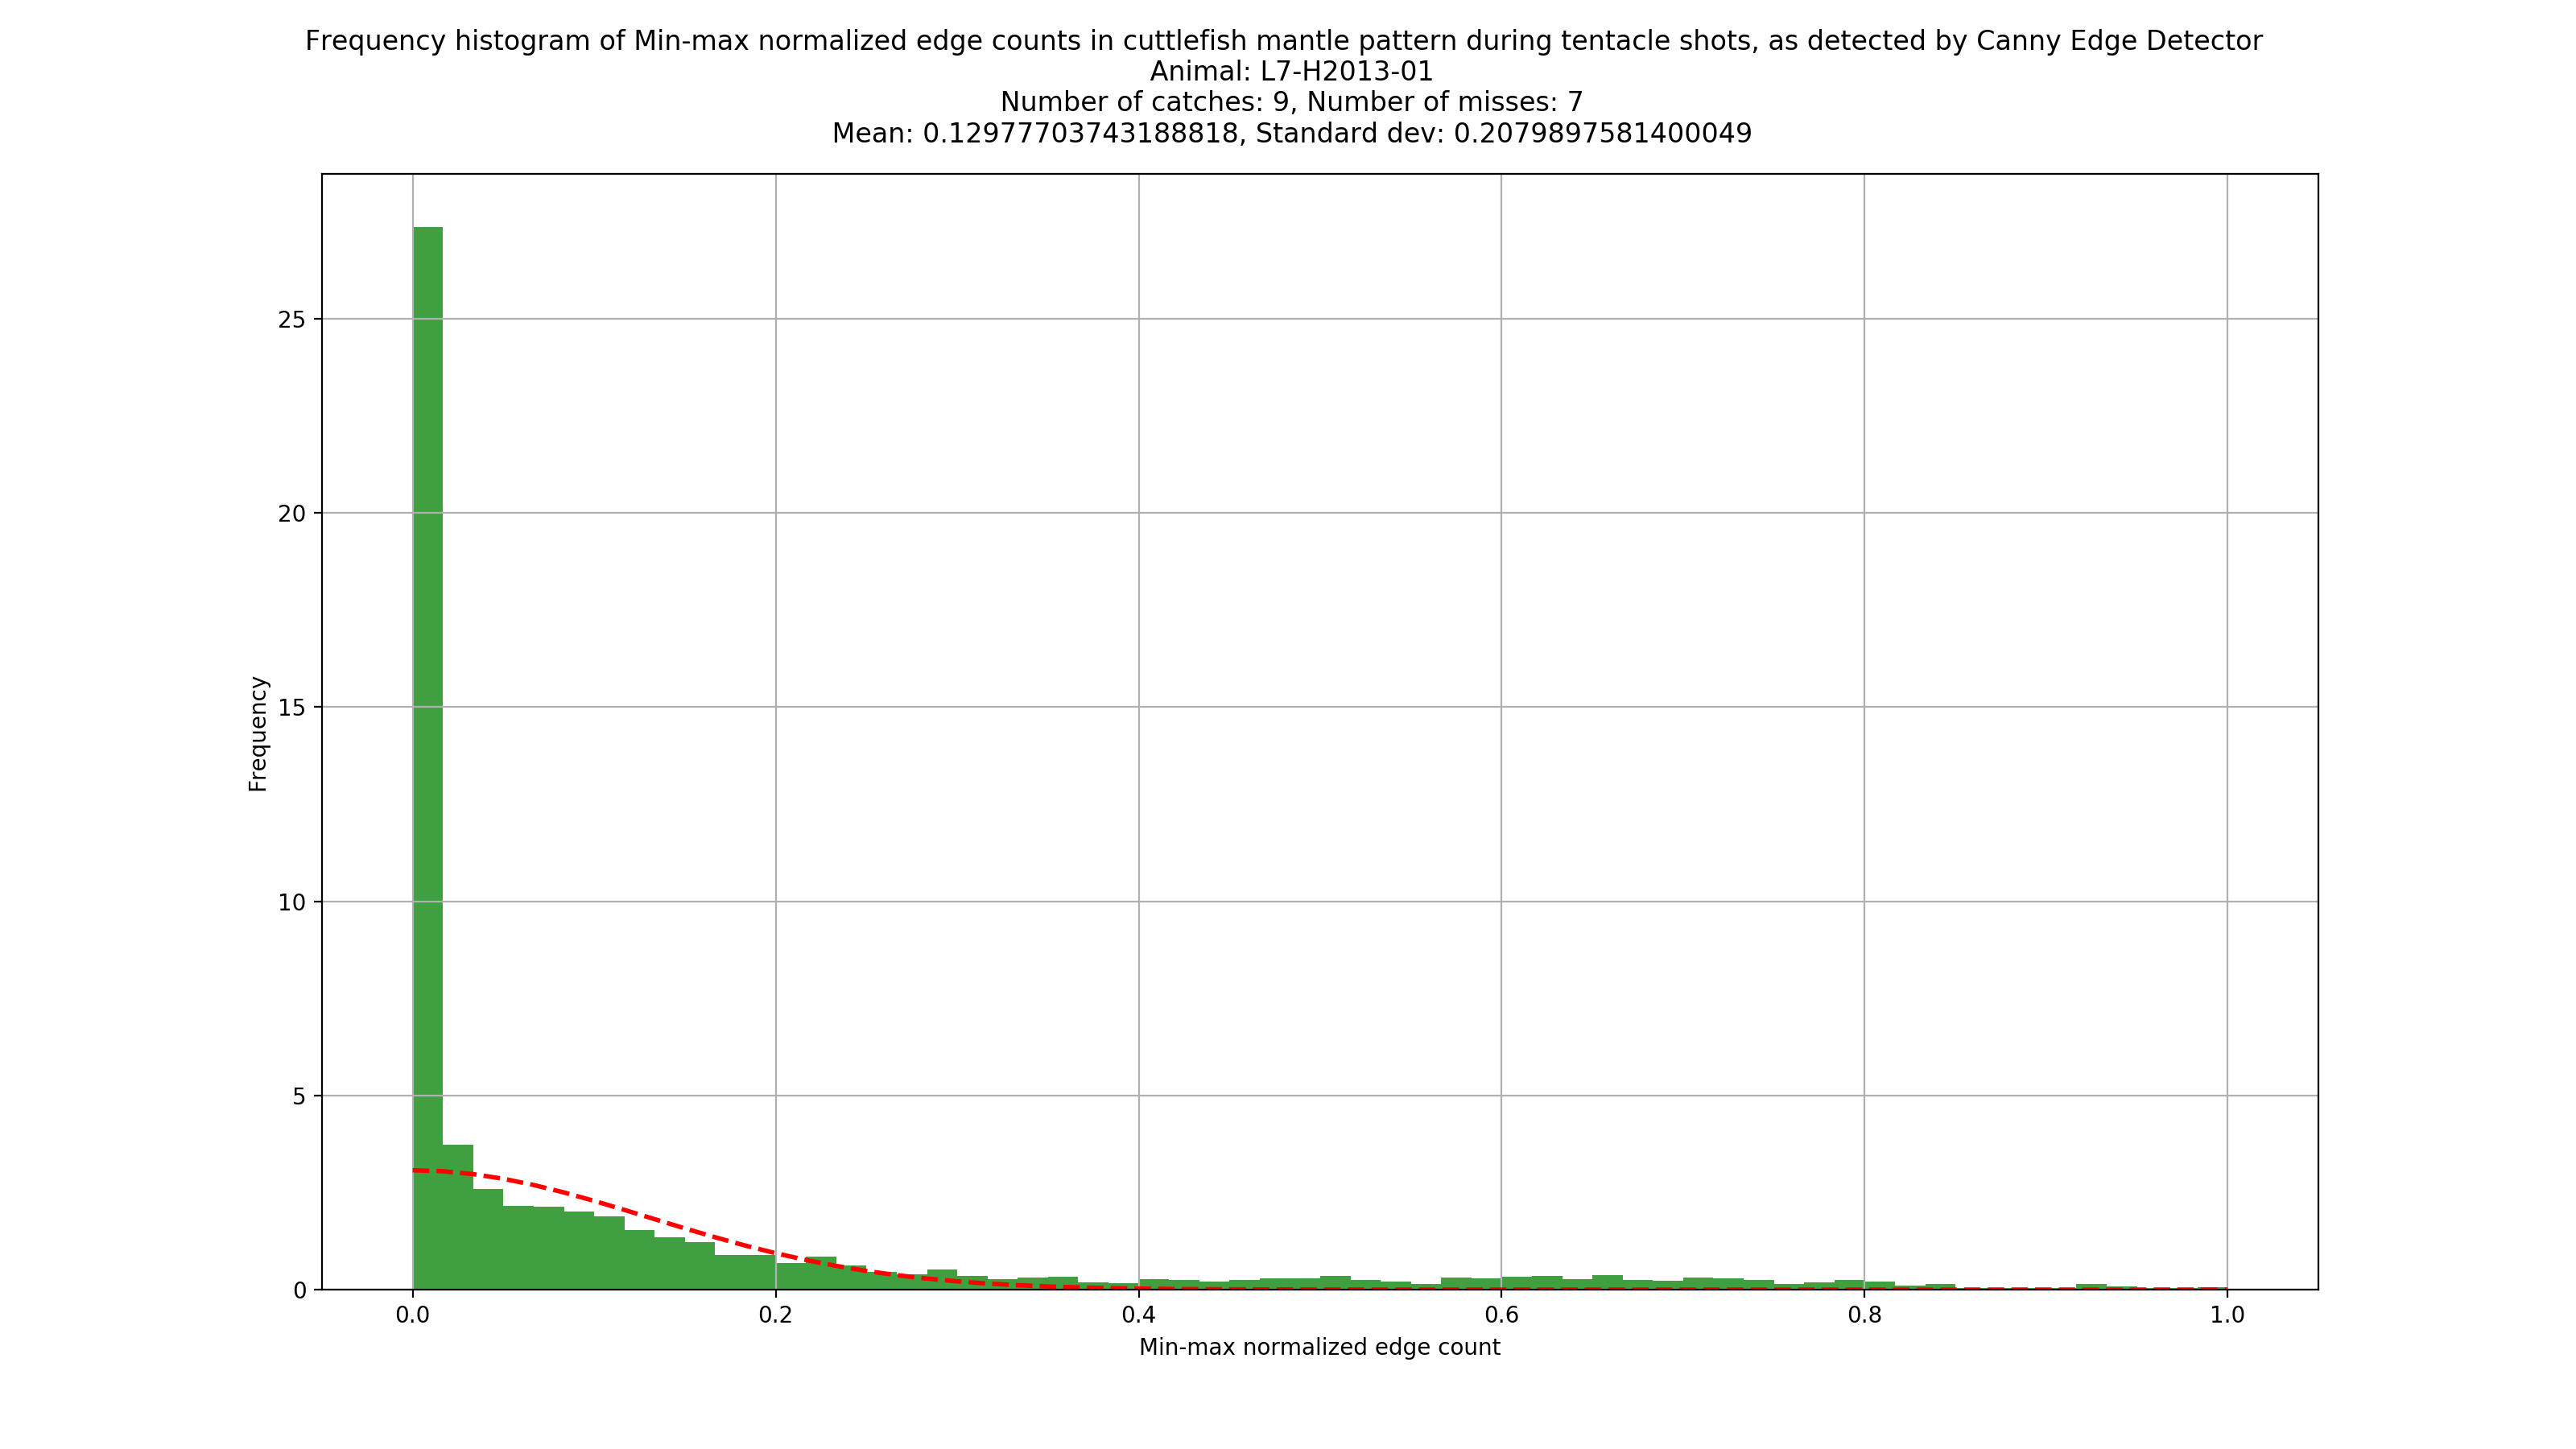 Frequency histogram of Min-max normalized edge counts in cuttlefish mantle pattern during tentacle shots, as detected by Canny Edge Detector
Animal: L7-H2013-01
Number of catches: 9, Number of misses: 7
Mean: 0.12977703743188818, Standard dev: 0.2079897581400049
25
20
15
10
5
0
Frequency
0.0 0.2 0.4 0.6 0.8 1.0
Min-max normalized edge count